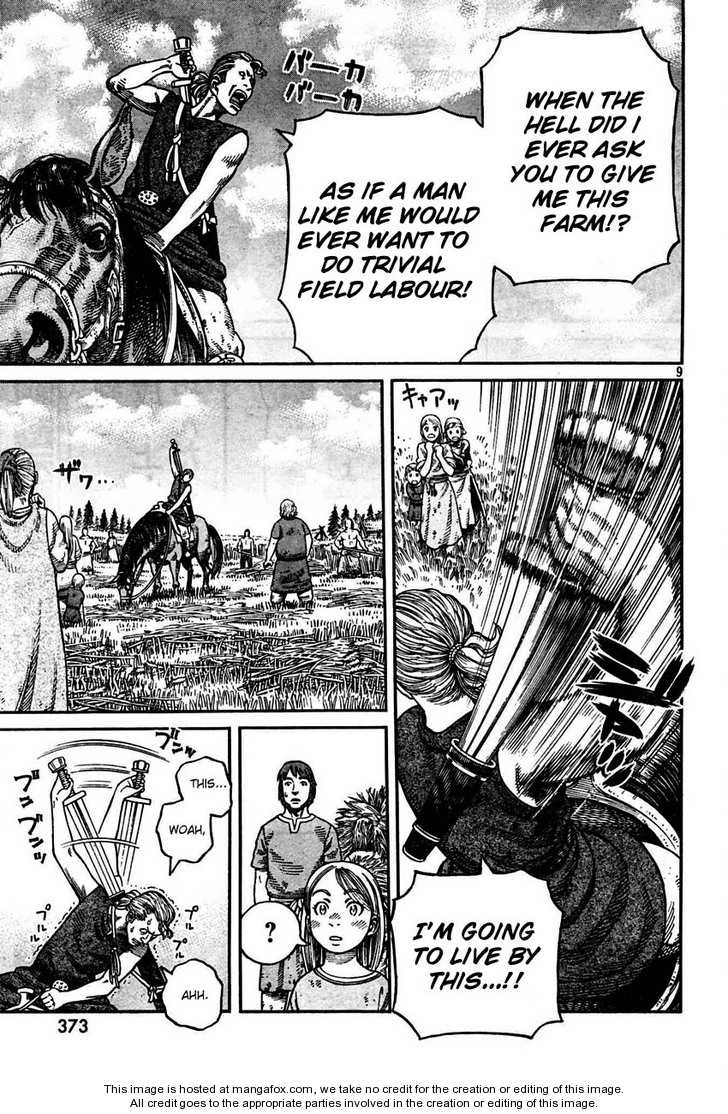 WHEN THE
HELL DID I
EVER ASK
YOU TO GIVE
ME THIS
FARM!?
バーカ
バーカ
AS IF A MAN
LIKE ME WOULD
EVER WANT TO
DO TRIVIAL
FIELD LABOUR!
9
キャアッ
I'M GOING
TO LIVE BY
THIS...!!
ザワ...
?
ブンッ
ブンッ
THIS...
WOAH,
プル
プル
AHH.
373
This image is hosted at mangafox.com, we take no credit for the creation or editing of this image.
All credit goes to the appropriate parties involved in the creation or editing of this image.